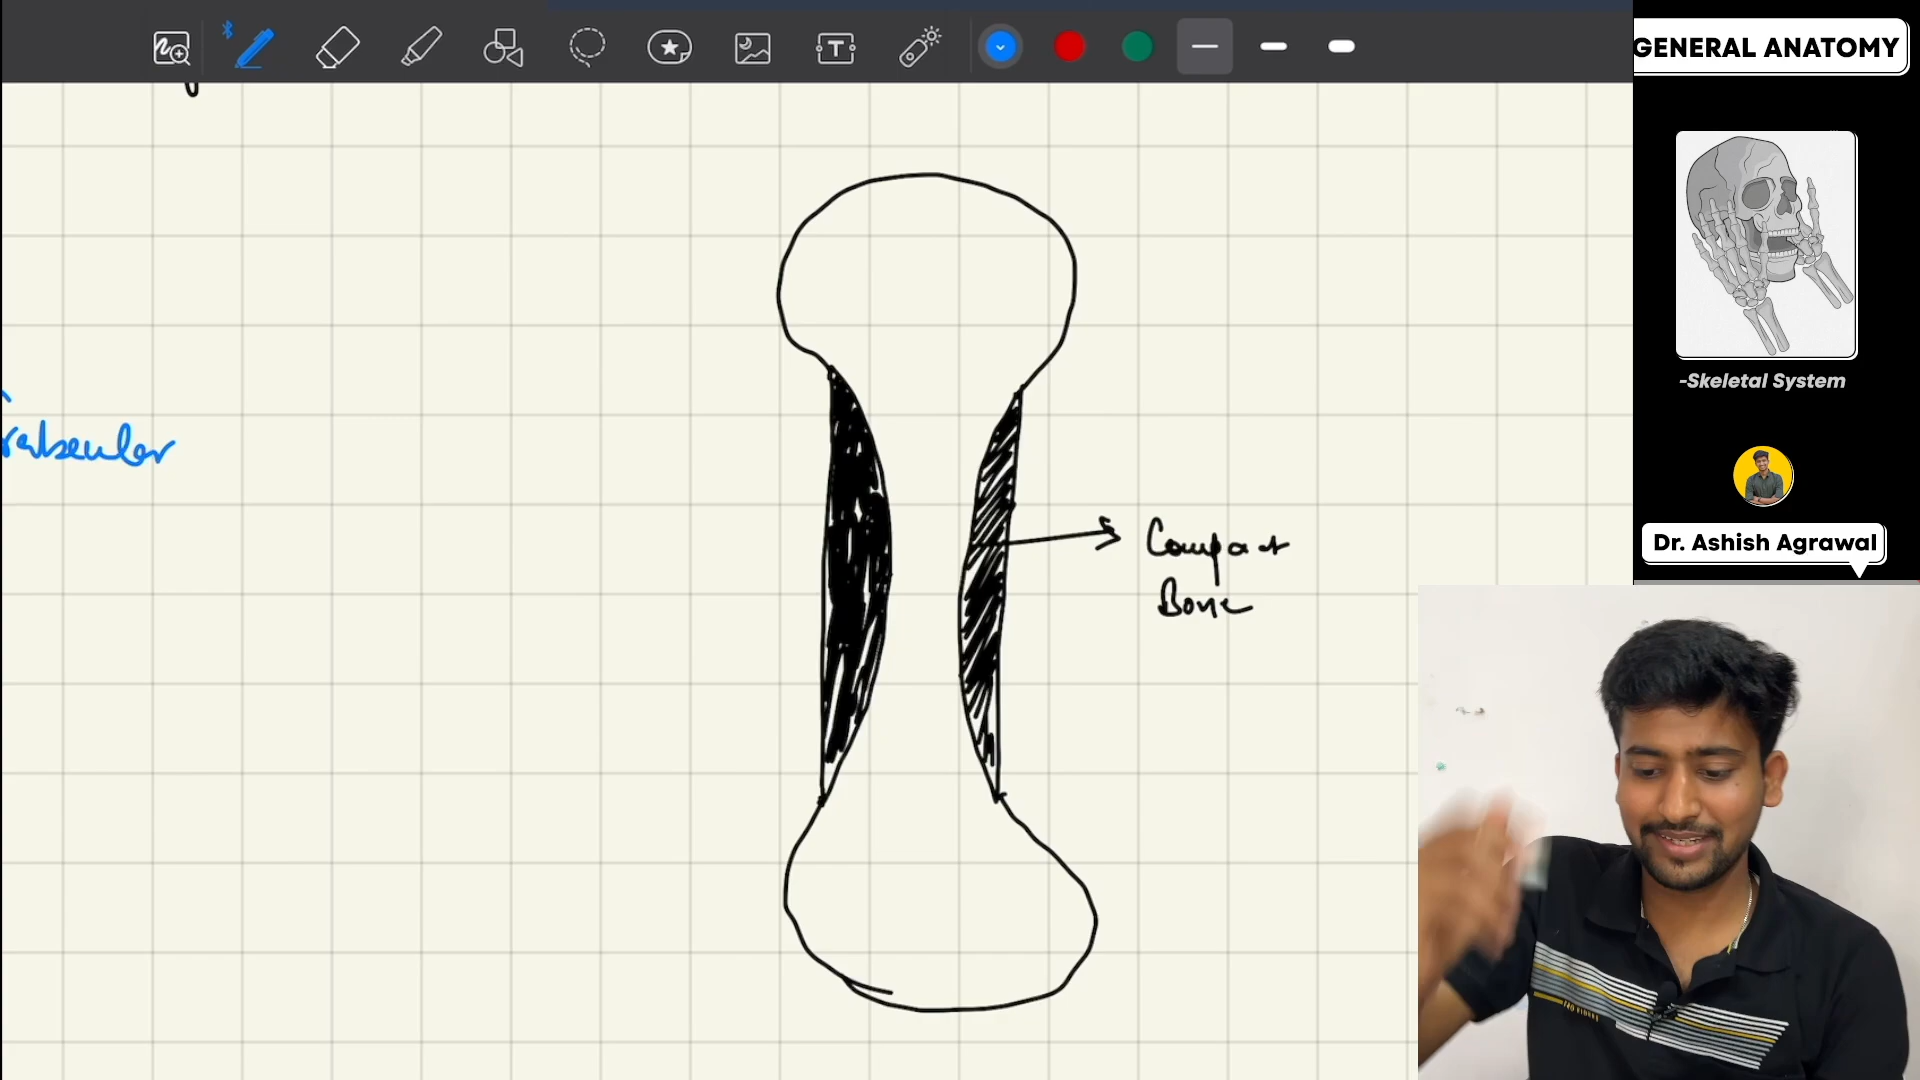 GENERAL ANATOMY
-Skeletal System
Dr. Ashish Agrawal
Compact
Bone